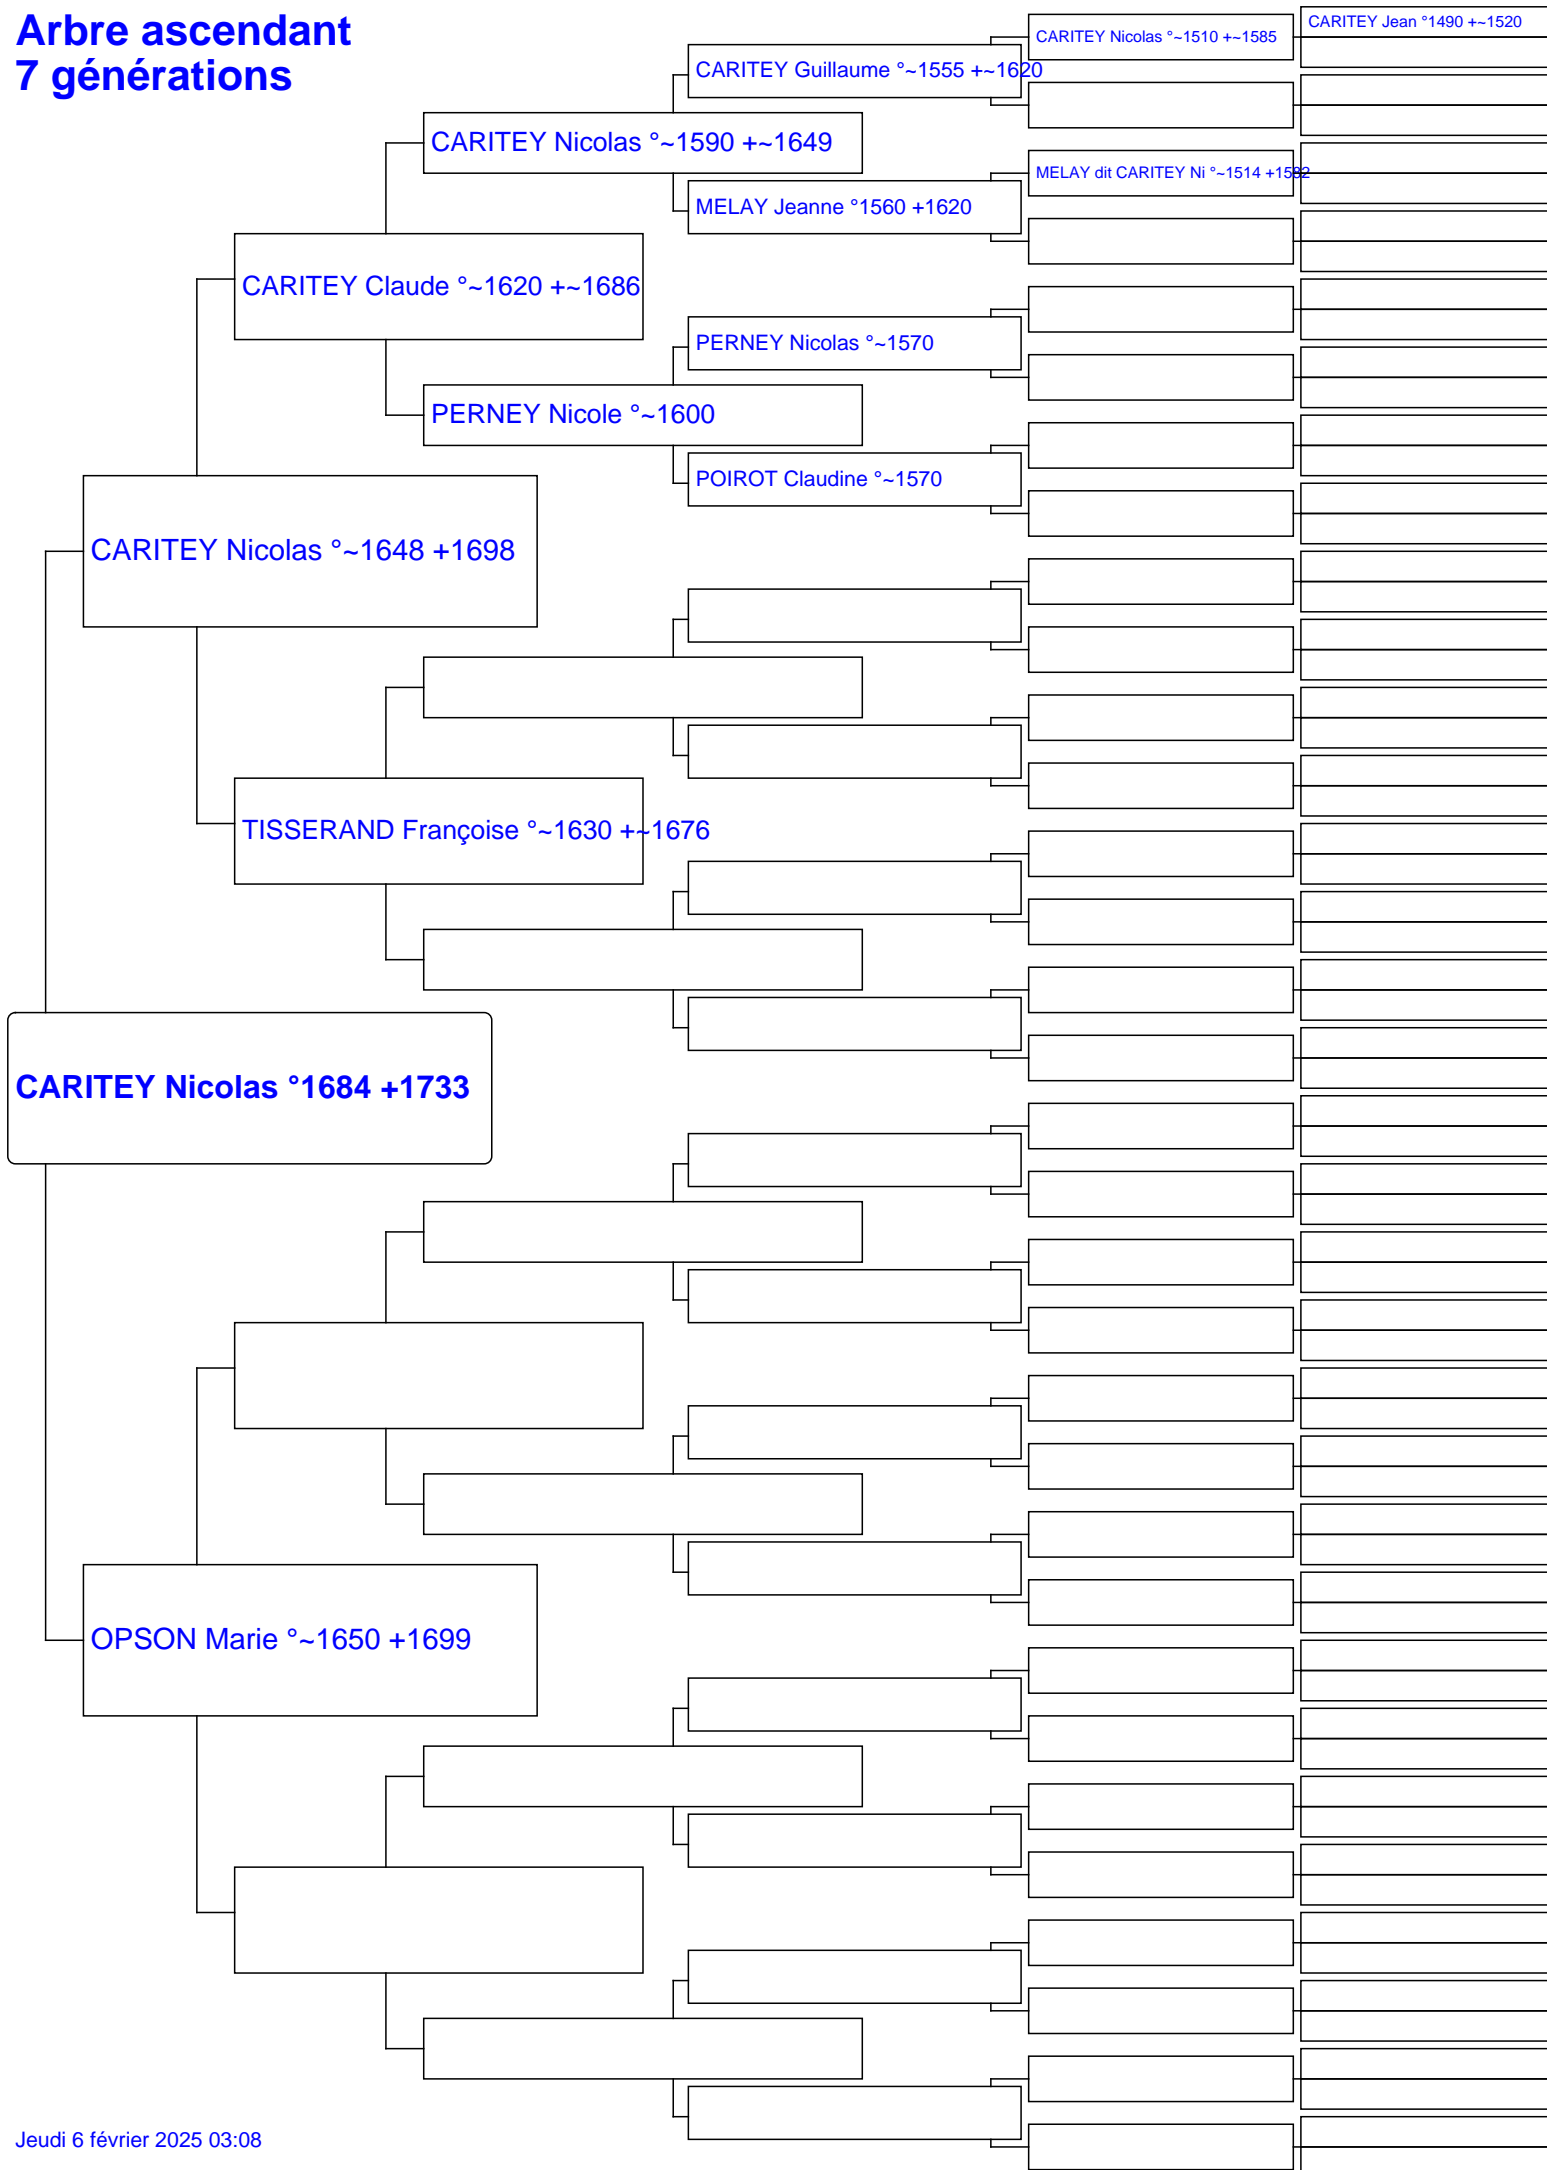 Arbre ascendant
7 générations
CARITEY Jean °1490 +~1520
CARITEY Nicolas °~1510 +~1585
CARITEY Guillaume °~1555 +~1620
CARITEY Nicolas °~1590 +~1649
MELAY dit CARITEY Ni °~1514 +1582
MELAY Jeanne °1560 +1620
CARITEY Claude °~1620 +~1686
PERNEY Nicolas °~1570
PERNEY Nicole °~1600
POIROT Claudine °~1570
CARITEY Nicolas °~1648 +1698
TISSERAND Françoise °~1630 +~1676
CARITEY Nicolas °1684 +1733
OPSON Marie °~1650 +1699
Jeudi 6 février 2025 03:08